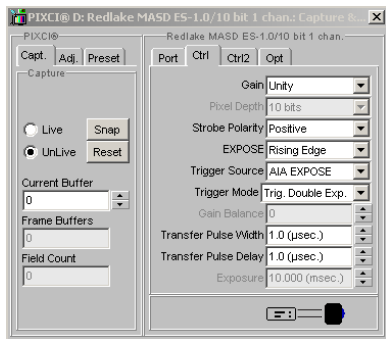 PIXCI® D: Redlake MASD ES-1.0/10 bit 1 chan.: Capture &...
PIXCI®
Capt. Adj. Preset
Capture
Live Snap
UnLive Reset
Current Buffer
0
Frame Buffers
0
Field Count
0
Redlake MASD ES-1.0/10 bit 1 chan.
Port Ctrl Ctrl2 Opt
Gain Unity
Pixel Depth 10 bits
Strobe Polarity Positive
EXPOSE Rising Edge
Trigger Source AIA EXPOSE
Trigger Mode Trig. Double Exp.
Gain Balance 0
Transfer Pulse Width 1.0 (µsec.)
Transfer Pulse Delay 1.0 (µsec.)
Exposure 10.000 (msec.)